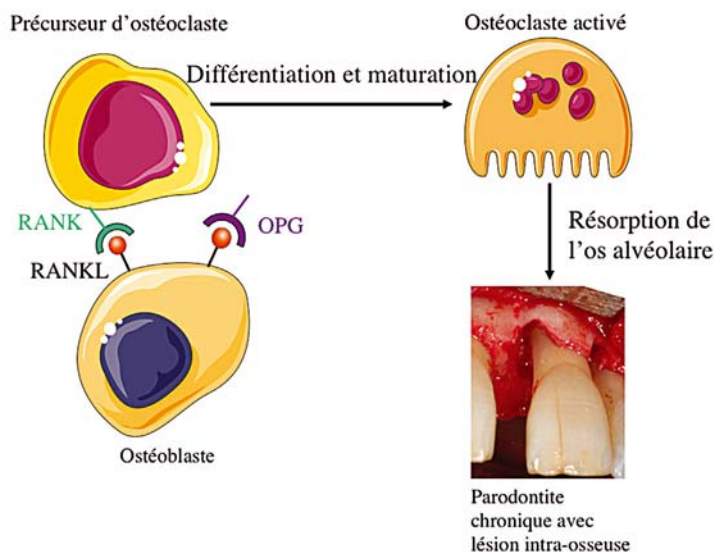 Précurseur d’ostéoclaste
Ostéoclaste activé
Différentiation et maturation
RANK
OPG
RANKL
Résorption de
l’os alvéolaire
Ostéoblaste
Parodontite
chronique avec
lésion intra-osseuse